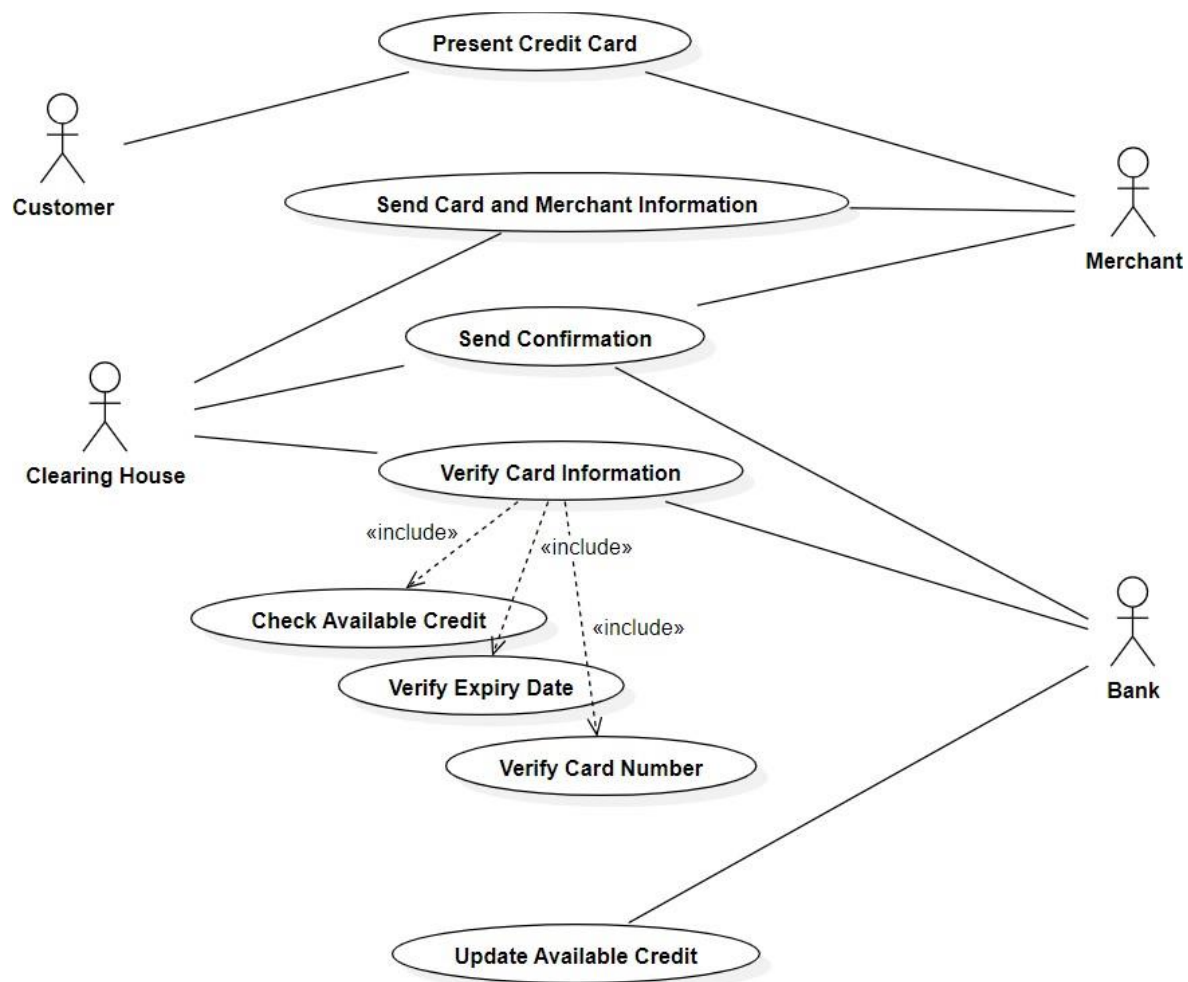 Present Credit Card
Customer
Send Card and Merchant Information
Merchant
Send Confirmation
Clearing House
Verify Card Information
«include»
«include»
Check Available Credit
«include»
Verify Expiry Date
Bank
Verify Card Number
Update Available Credit